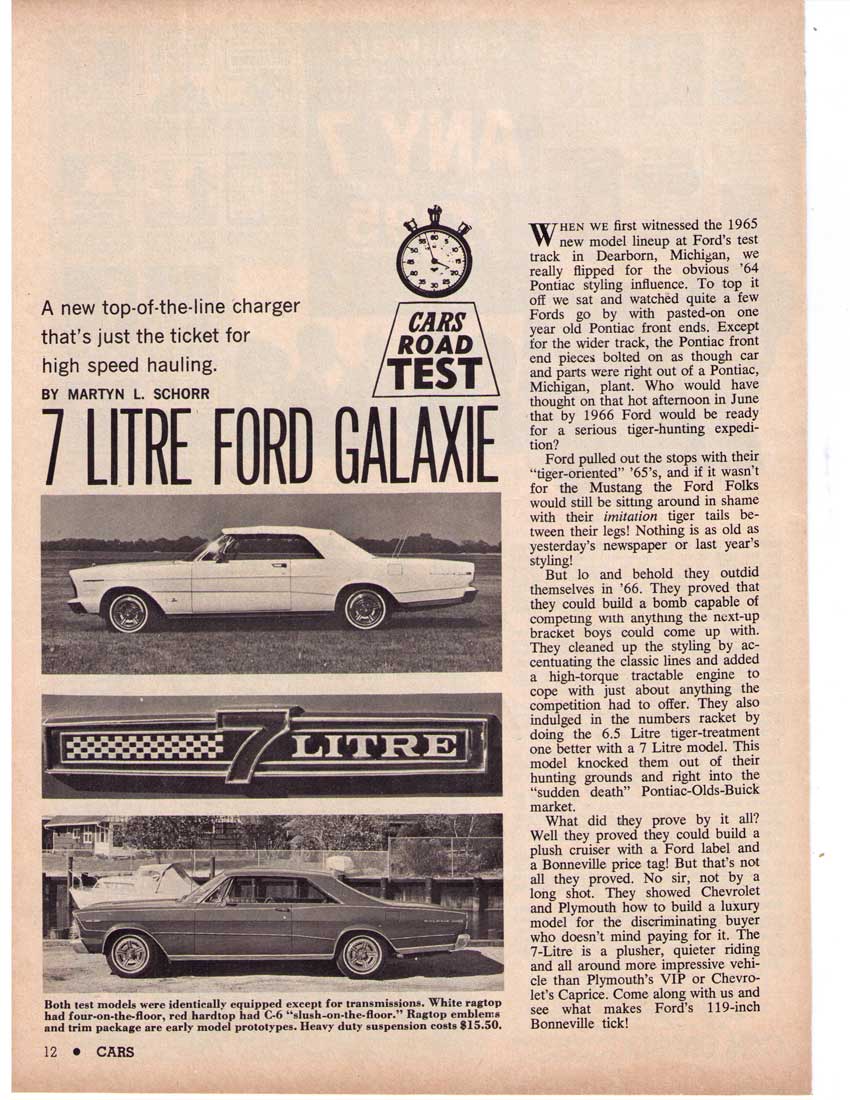 A new top-of-the-line charger
that's just the ticket for
high speed hauling.
BY MARTYN L. SCHORR
CARS
ROAD
TEST
7 LITRE FORD GALAXIE
7 LITRE
Both test models were identically equipped except for transmissions. White ragtop
had four-on-the-floor, red hardtop had C-6 "slush-on-the-floor." Ragtop emblems
and trim package are early model prototypes. Heavy duty suspension costs $15.50.
WHEN WE first witnessed the 1965
new model lineup at Ford's test
track in Dearborn, Michigan, we
really flipped for the obvious '64
Pontiac styling influence. To top it
off we sat and watched quite a few
Fords go by with pasted-on one
year old Pontiac front ends. Except
for the wider track, the Pontiac front
end pieces bolted on as though car
and parts were right out of a Pontiac,
Michigan, plant. Who would have
thought on that hot afternoon in June
that by 1966 Ford would be ready
for a serious tiger-hunting expedi-
tion?
Ford pulled out the stops with their
"tiger-oriented" '65's, and if it wasn't
for the Mustang the Ford Folks
would still be sitting around in shame
with their imitation tiger tails be-
tween their legs! Nothing is as old as
yesterday's newspaper or last year's
styling!
But lo and behold they outdid
themselves in '66. They proved that
they could build a bomb capable of
competing with anything the next-up
bracket boys could come up with.
They cleaned up the styling by ac-
centuating the classic lines and added
a high-torque tractable engine to
cope with just about anything the
competition had to offer. They also
indulged in the numbers racket by
doing the 6.5 Litre tiger-treatment
one better with a 7 Litre model. This
model knocked them out of their
hunting grounds and right into the
"sudden death" Pontiac-Olds-Buick
market.
What did they prove by it all?
Well they proved they could build a
plush cruiser with a Ford label and
a Bonneville price tag! But that's not
all they proved. No sir, not by a
long shot. They showed Chevrolet
and Plymouth how to build a luxury
model for the discriminating buyer
who doesn't mind paying for it. The
7-Litre is a plusher, quieter riding
and all around more impressive vehi-
cle than Plymouth's VIP or Chevro-
let's Caprice. Come along with us and
see what makes Ford's 119-inch
Bonneville tick!
12 • CARS